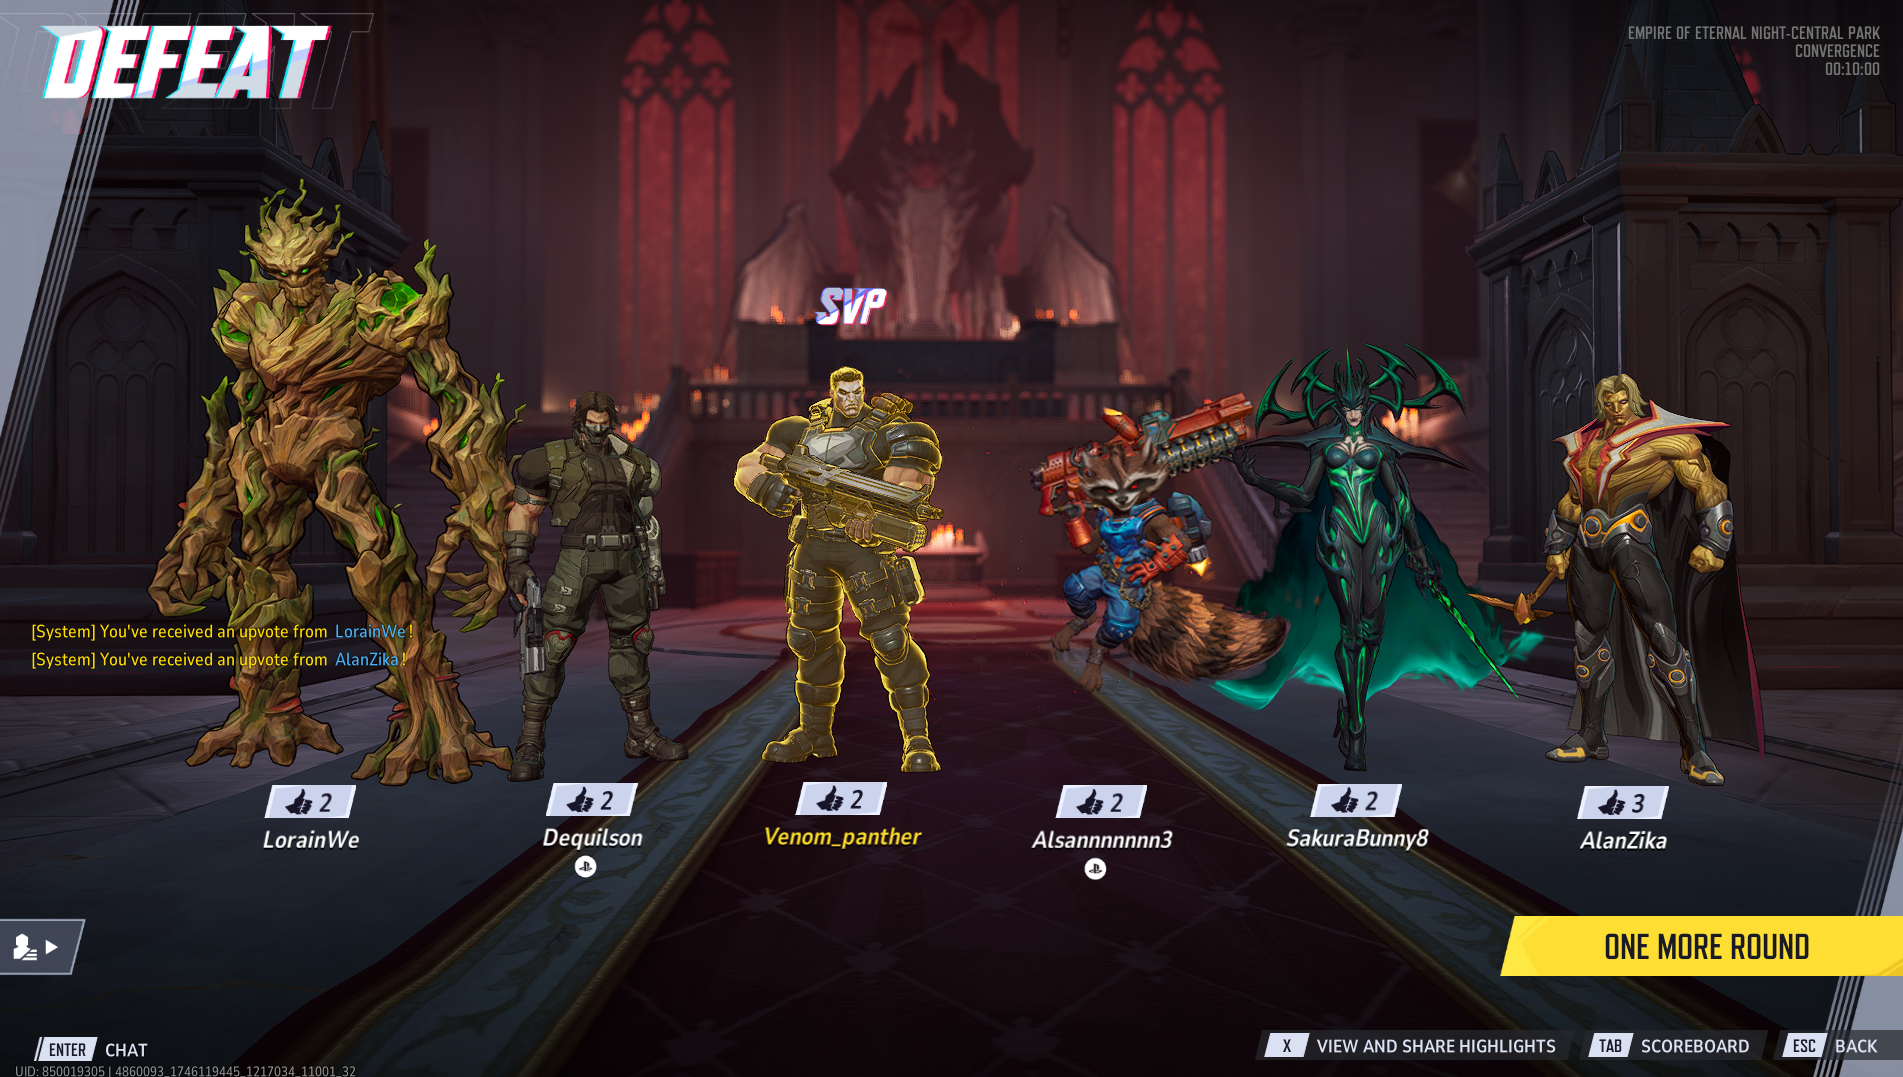 DEFEAT
EMPIRE OF ETERNAL NIGHT-CENTRAL PARK
CONVERGENCE
00:10:00
SVP
[System] You've received an upvote from LorainWe!
[System] You've received an upvote from AlanZika!
2
2
2
2
2
3
LorainWe
Dequilson
Venom_panther
Alsannnnnnn3
SakuraBunny8
AlanZika
ONE MORE ROUND
ENTER CHAT
X VIEW AND SHARE HIGHLIGHTS
TAB SCOREBOARD
ESC BACK
UID: 850019305 | 4860093_1746119445_1217034_11001_32